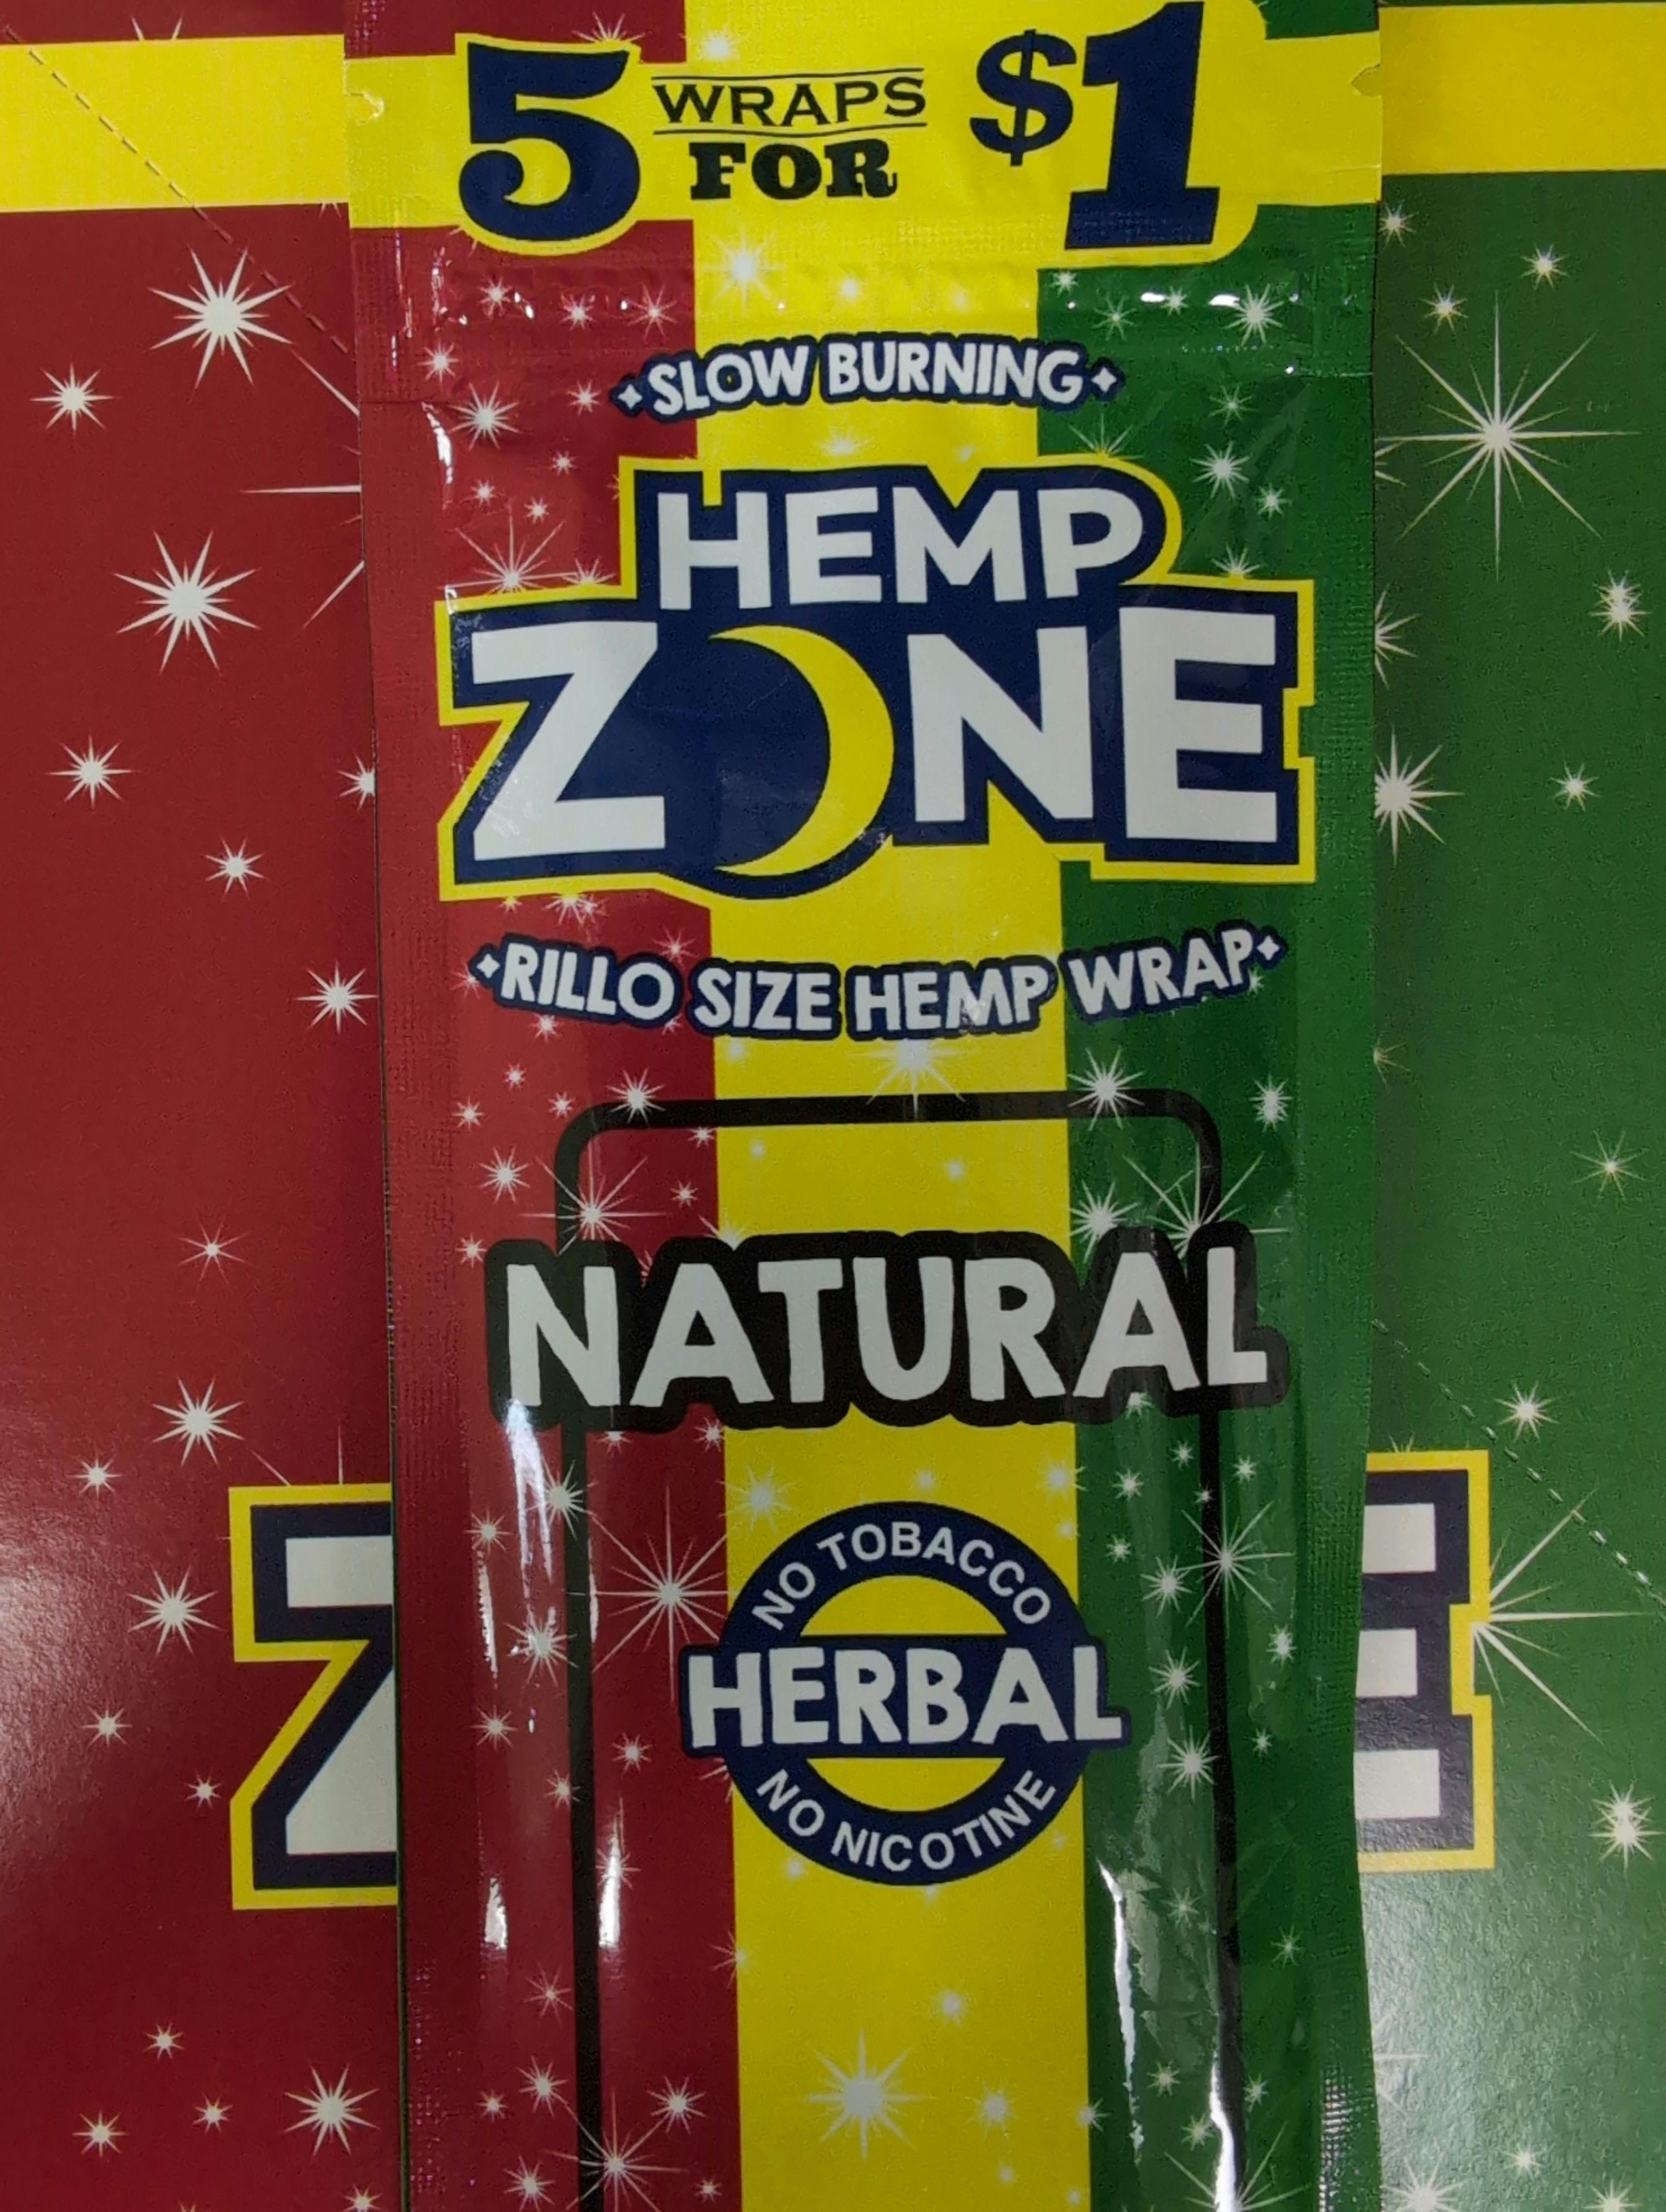 5 WRAPS FOR $1
SLOW BURNING
HEMP
ZONE
RILLO SIZE HEMP WRAP
NATURAL
NO TOBACCO
HERBAL
NO NICOTINE
Z E